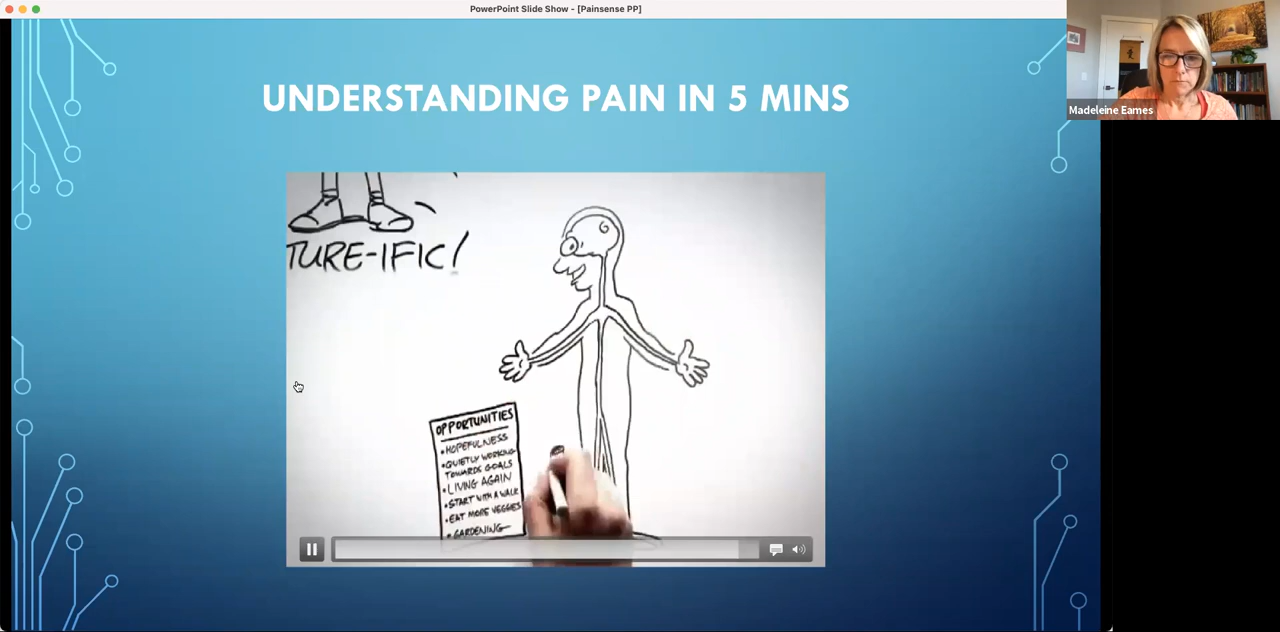 PowerPoint Slide Show - [Painsense PP]
Madeleine Eames
UNDERSTANDING PAIN IN 5 MINS
TURE-IFIC!
OPPORTUNITIES
• HOPEFULNESS
• QUIETLY WORKING
TOWARDS GOALS
• LIVING AGAIN
• START WITH A WALK
• EAT MORE VEGGIES
• GARDENING